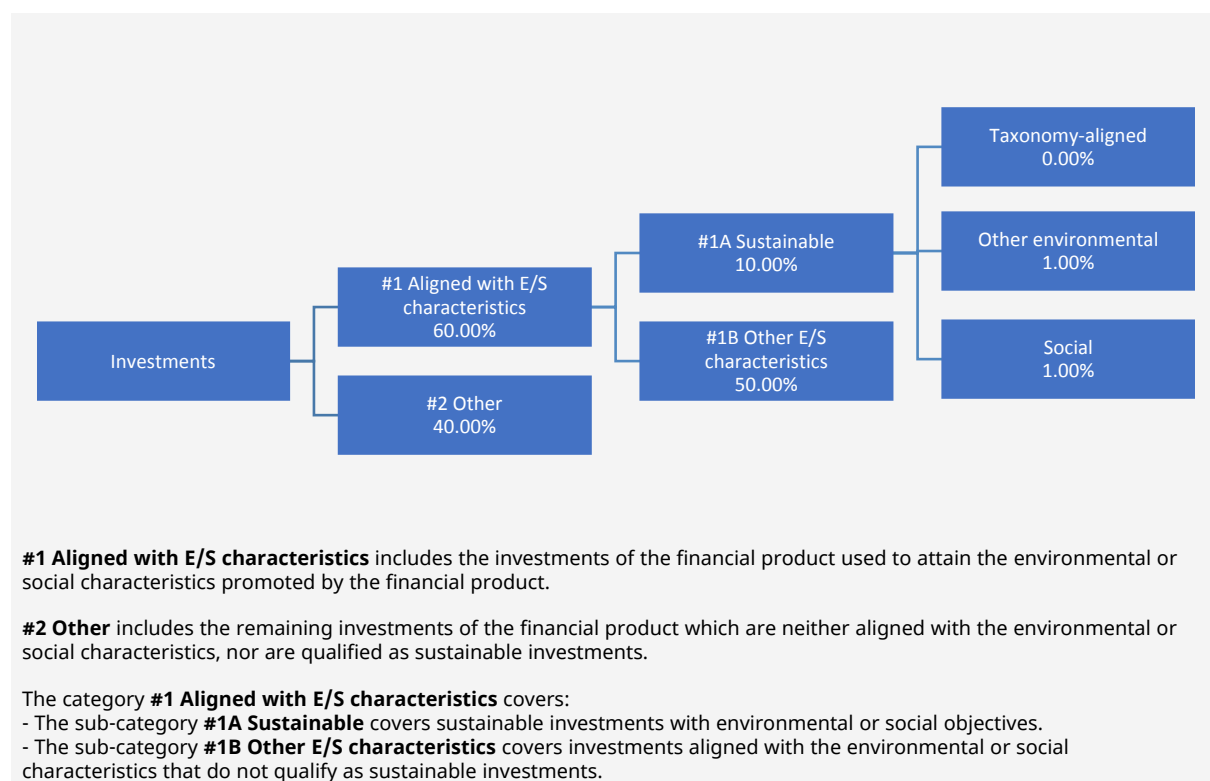 Investments
#1 Aligned with E/S
characteristics
60.00%
#2 Other
40.00%
#1A Sustainable
10.00%
#1B Other E/S
characteristics
50.00%
Taxonomy-aligned
0.00%
Other environmental
1.00%
Social
1.00%
#1 Aligned with E/S characteristics includes the investments of the financial product used to attain the environmental or
social characteristics promoted by the financial product.
#2 Other includes the remaining investments of the financial product which are neither aligned with the environmental or
social characteristics, nor are qualified as sustainable investments.
The category #1 Aligned with E/S characteristics covers:
- The sub-category #1A Sustainable covers sustainable investments with environmental or social objectives.
- The sub-category #1B Other E/S characteristics covers investments aligned with the environmental or social
characteristics that do not qualify as sustainable investments.